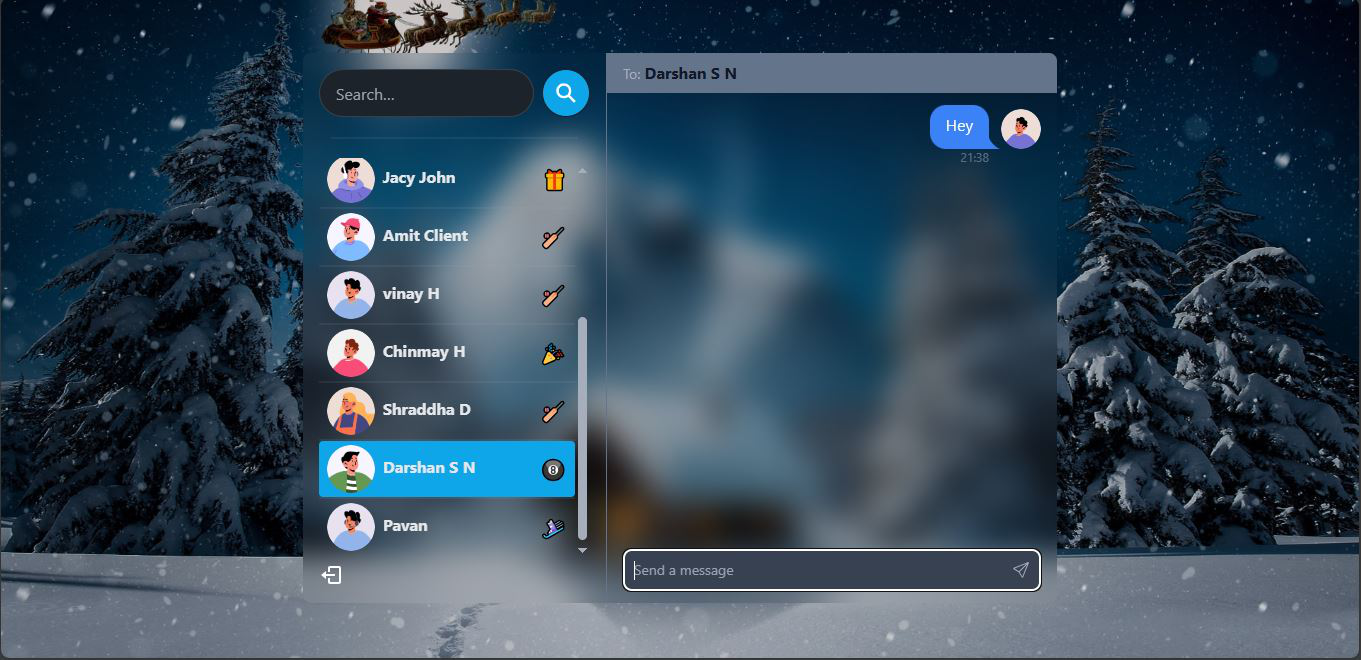 Search...
Jacy John
Amit Client
vinay H
Chinmay H
Shraddha D
Darshan S N
Pavan
To: Darshan S N
Hey
21:38
Send a message